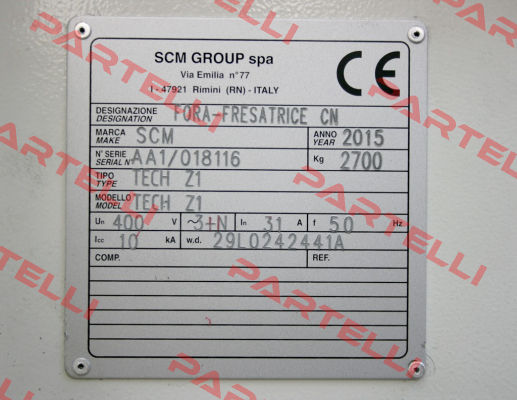 SCM GROUP spa
Via Emilia n°77
I - 47921 Rimini (RN) - ITALY
CE
DESIGNAZIONE
DESIGNATION FORA-FRESATRICE CN
MARCA
MAKE SCM ANNO
YEAR 2015
N° SERIE
SERIAL N° AA1/018116 Kg 2700
TIPO
TYPE TECH Z1
MODELLO
MODEL TECH Z1
Un 400 V ~3+N In 31 A f 50 Hz
Icc 10 kA w.d. 29L0242441A
COMP. REF.
PARTELLI
PARTELLI
PARTELLI
PARTELLI
PARTELLI